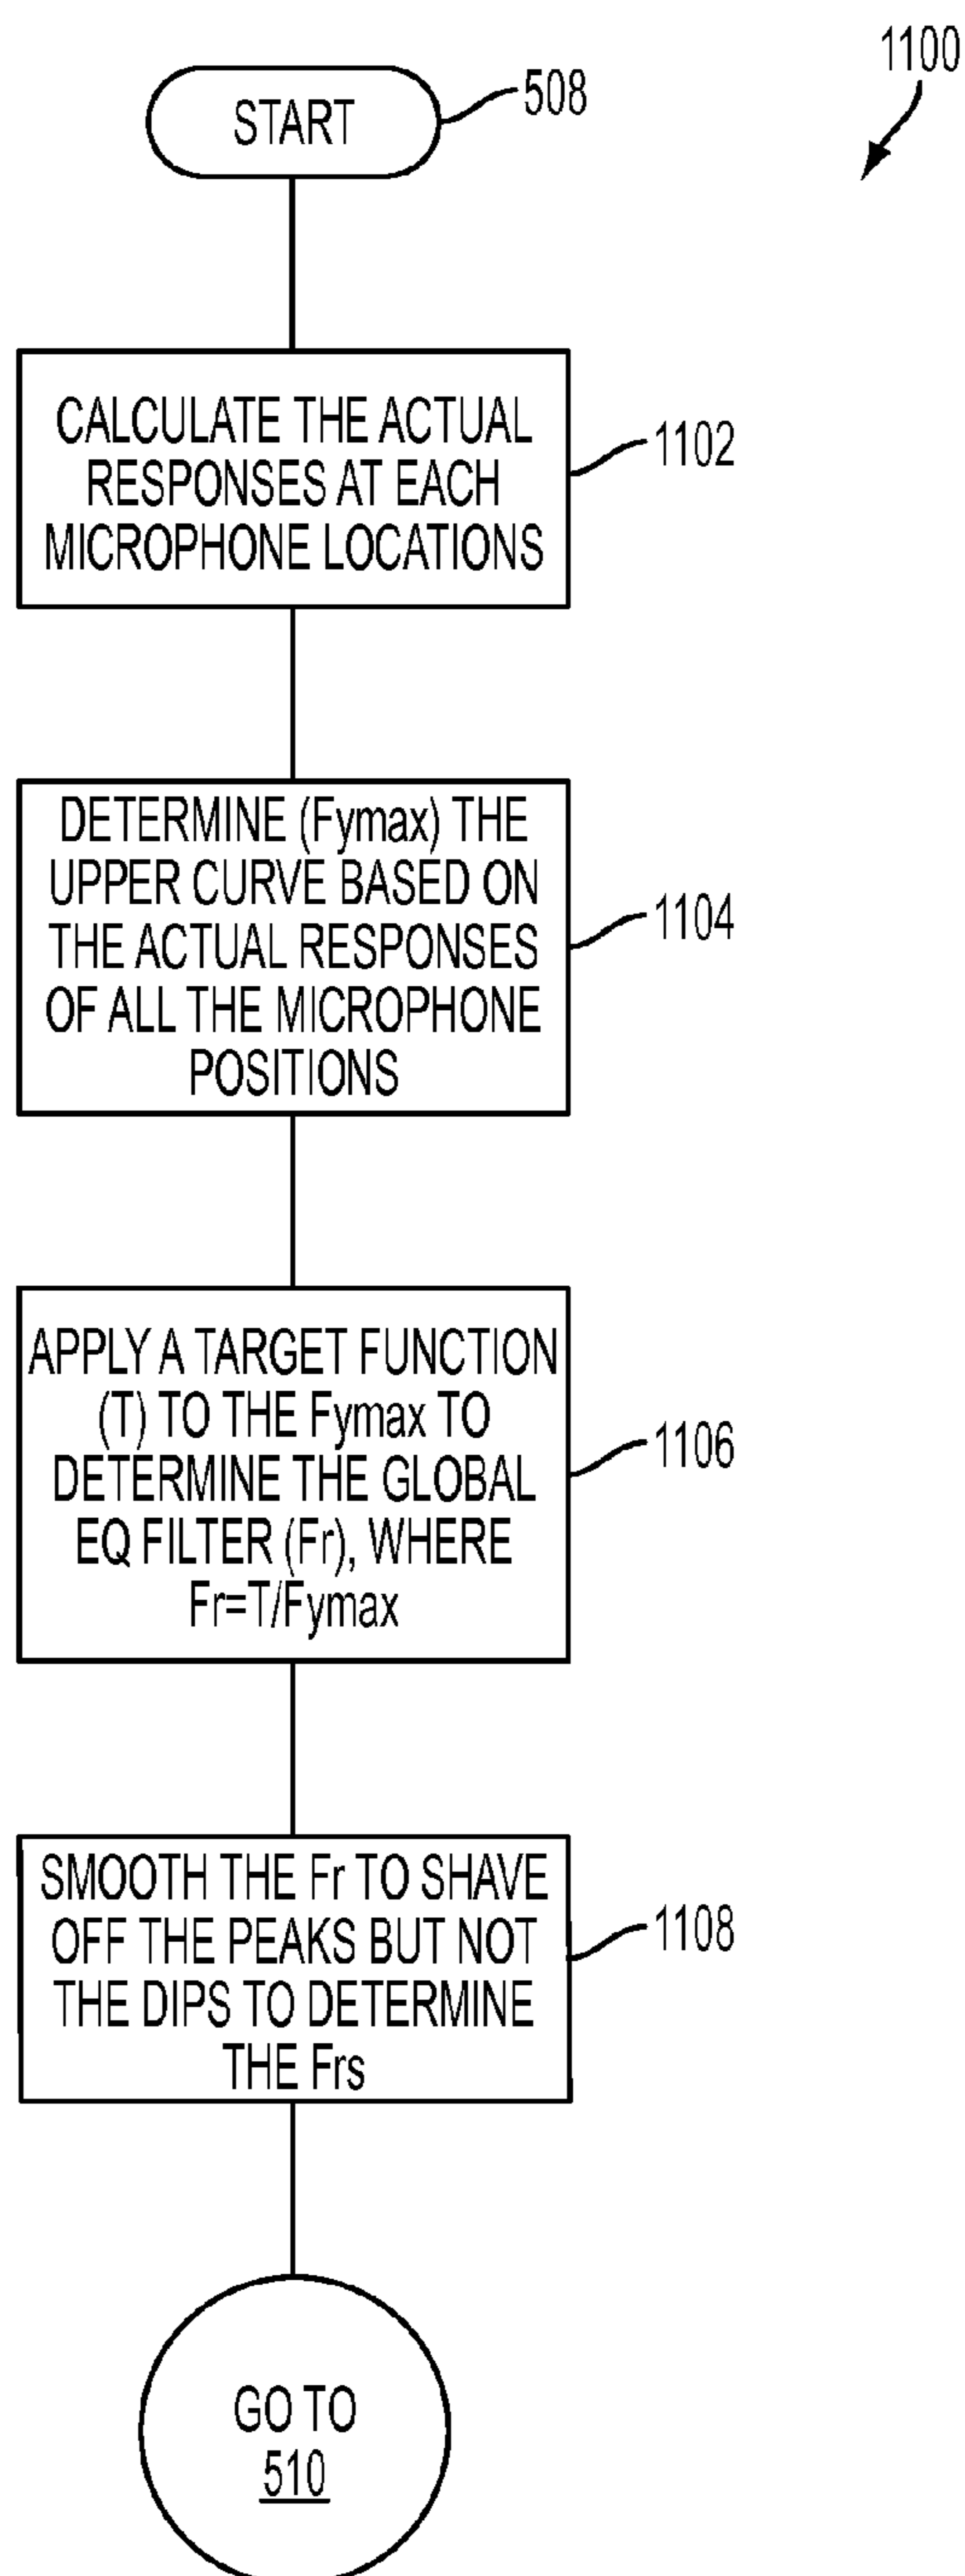 1100
START
508
CALCULATE THE ACTUAL
RESPONSES AT EACH
MICROPHONE LOCATIONS
1102
DETERMINE (Fymax) THE
UPPER CURVE BASED ON
THE ACTUAL RESPONSES
OF ALL THE MICROPHONE
POSITIONS
1104
APPLY A TARGET FUNCTION
(T) TO THE Fymax TO
DETERMINE THE GLOBAL
EQ FILTER (Fr), WHERE
Fr=T/Fymax
1106
SMOOTH THE Fr TO SHAVE
OFF THE PEAKS BUT NOT
THE DIPS TO DETERMINE
THE Frs
1108
GO TO
510